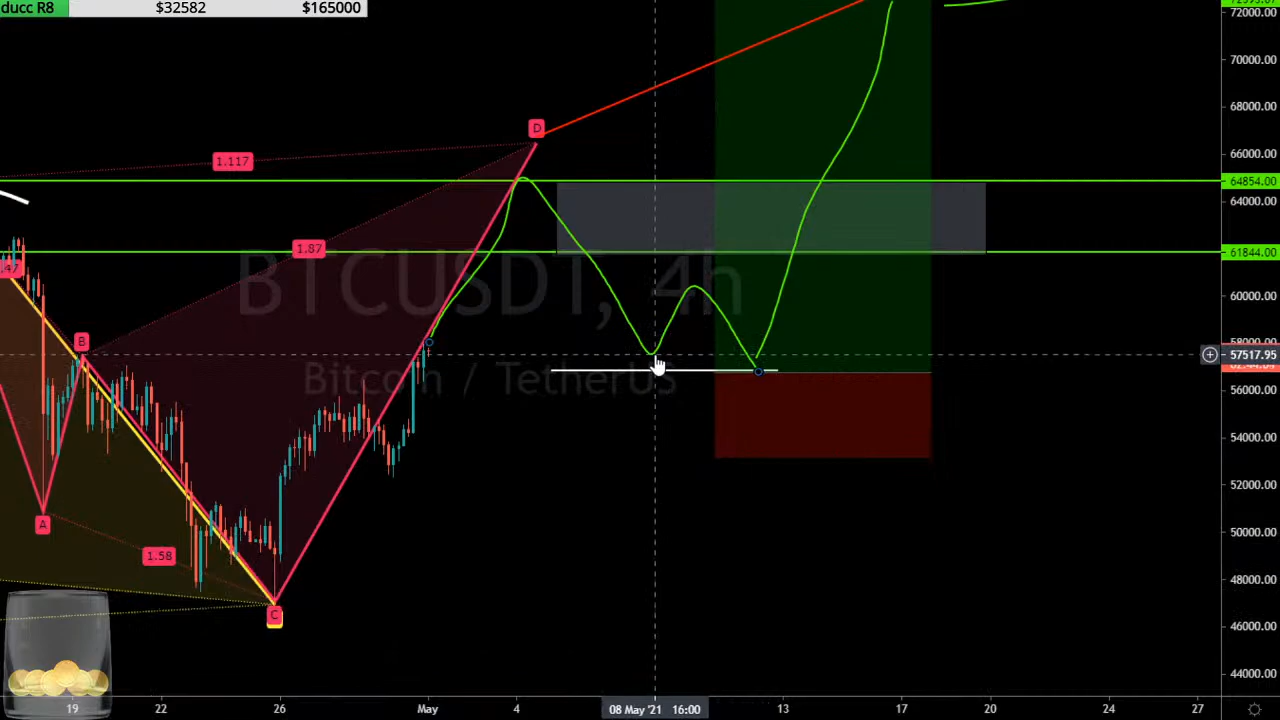 ducc R8 $32582 $165000
72000.00
70000.00
68000.00
D
66000.00
1.117
64854.00
64000.00
1.87
61844.00
.47
BTCUSDT, 4h
60000.00
B
57517.95
Bitcoin / TetherUS
56000.00
54000.00
52000.00
A
50000.00
1.58
48000.00
C
46000.00
44000.00
19 22 26 May 4 08 May '21 16:00 13 17 20 24 27